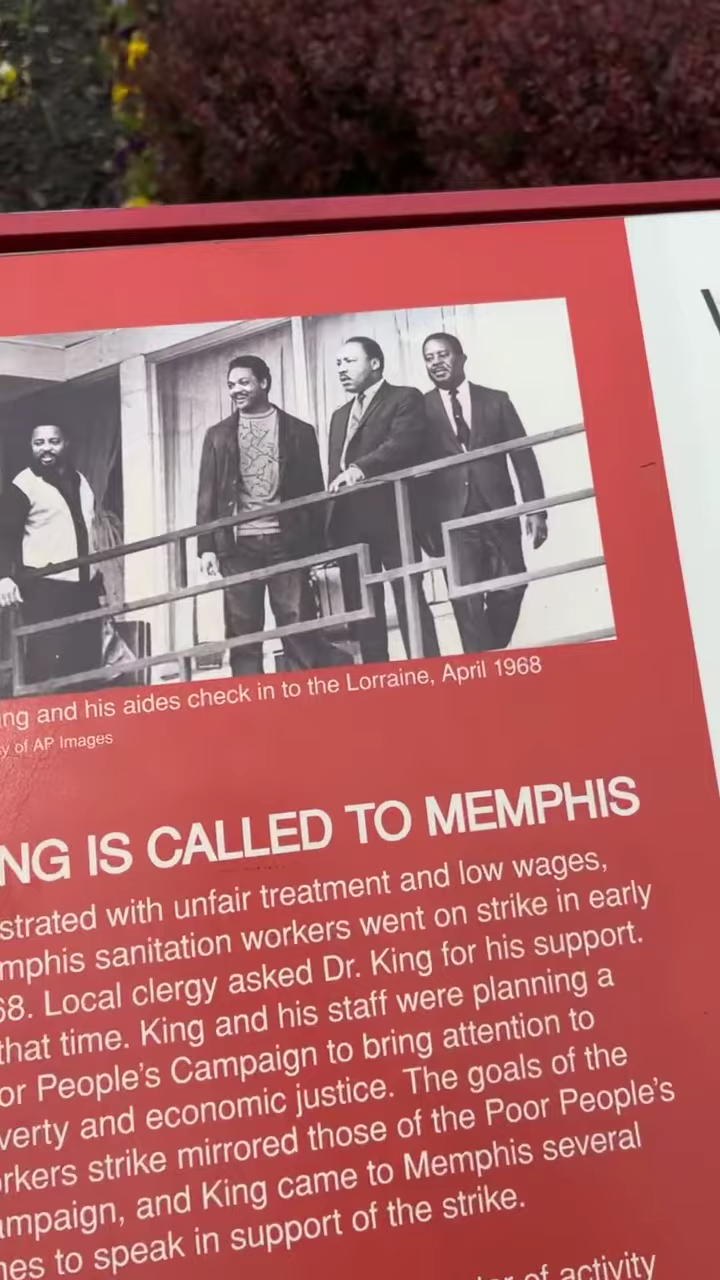 ng and his aides check in to the Lorraine, April 1968
y of AP Images
NG IS CALLED TO MEMPHIS
strated with unfair treatment and low wages,
mphis sanitation workers went on strike in early
68. Local clergy asked Dr. King for his support.
that time. King and his staff were planning a
or People's Campaign to bring attention to
verty and economic justice. The goals of the
rkers strike mirrored those of the Poor People's
ampaign, and King came to Memphis several
mes to speak in support of the strike.
of activity